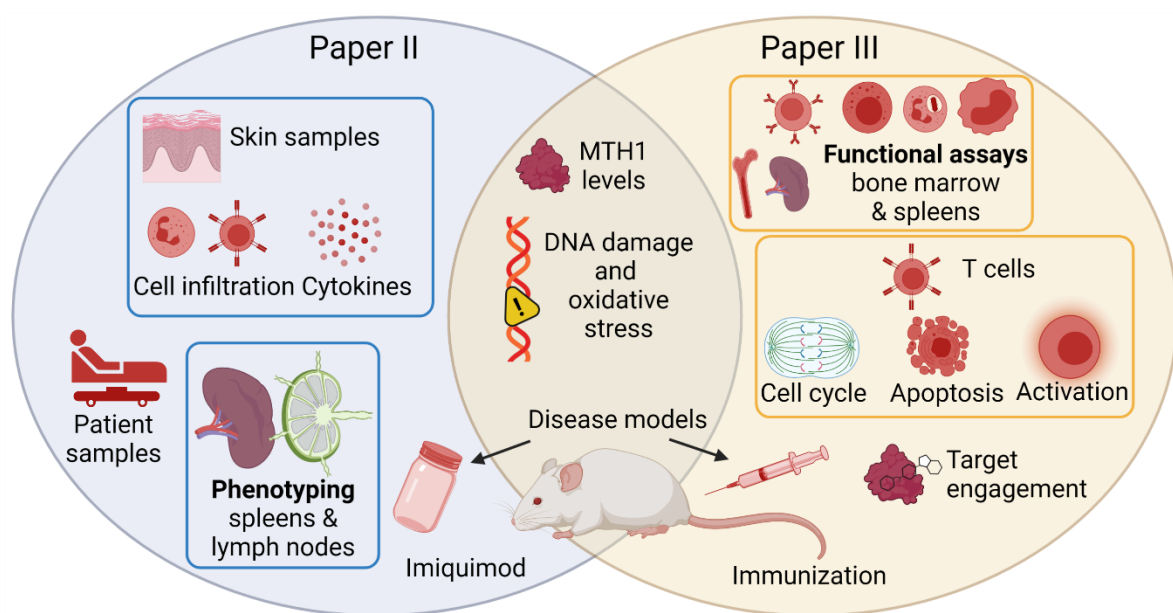 Paper II
Paper III
Skin samples
Cell infiltration
Cytokines
Patient
samples
Phenotyping
spleens &
lymph nodes
MTH1
levels
DNA damage
and
oxidative
stress
Disease models
Imiquimod
Immunization
Functional assays
bone marrow
& spleens
T cells
Cell cycle
Apoptosis
Activation
Target
engagement